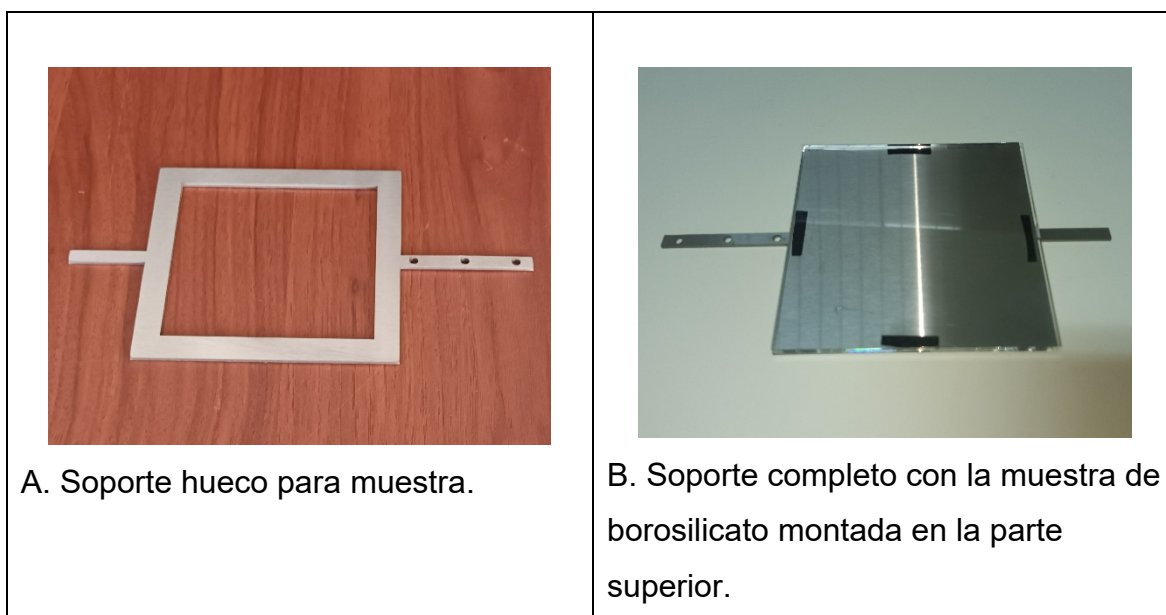 A. Soporte hueco para muestra.
B. Soporte completo con la muestra de
borosilicato montada en la parte
superior.